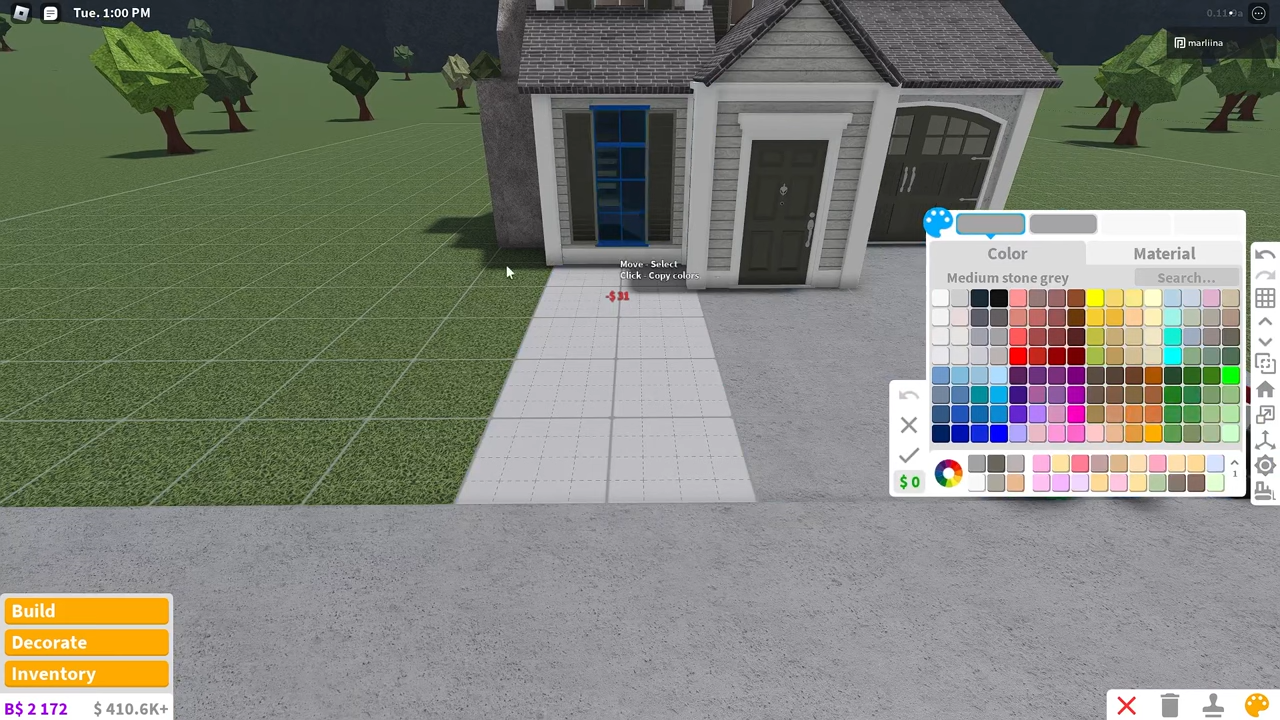 Tue. 1:00 PM
marliina
Move - Select
Click - Copy colors
-$ 31
Color
Material
Medium stone grey
Search...
1
$ 0
Build
Decorate
Inventory
B$ 2 172
$ 410.6K+